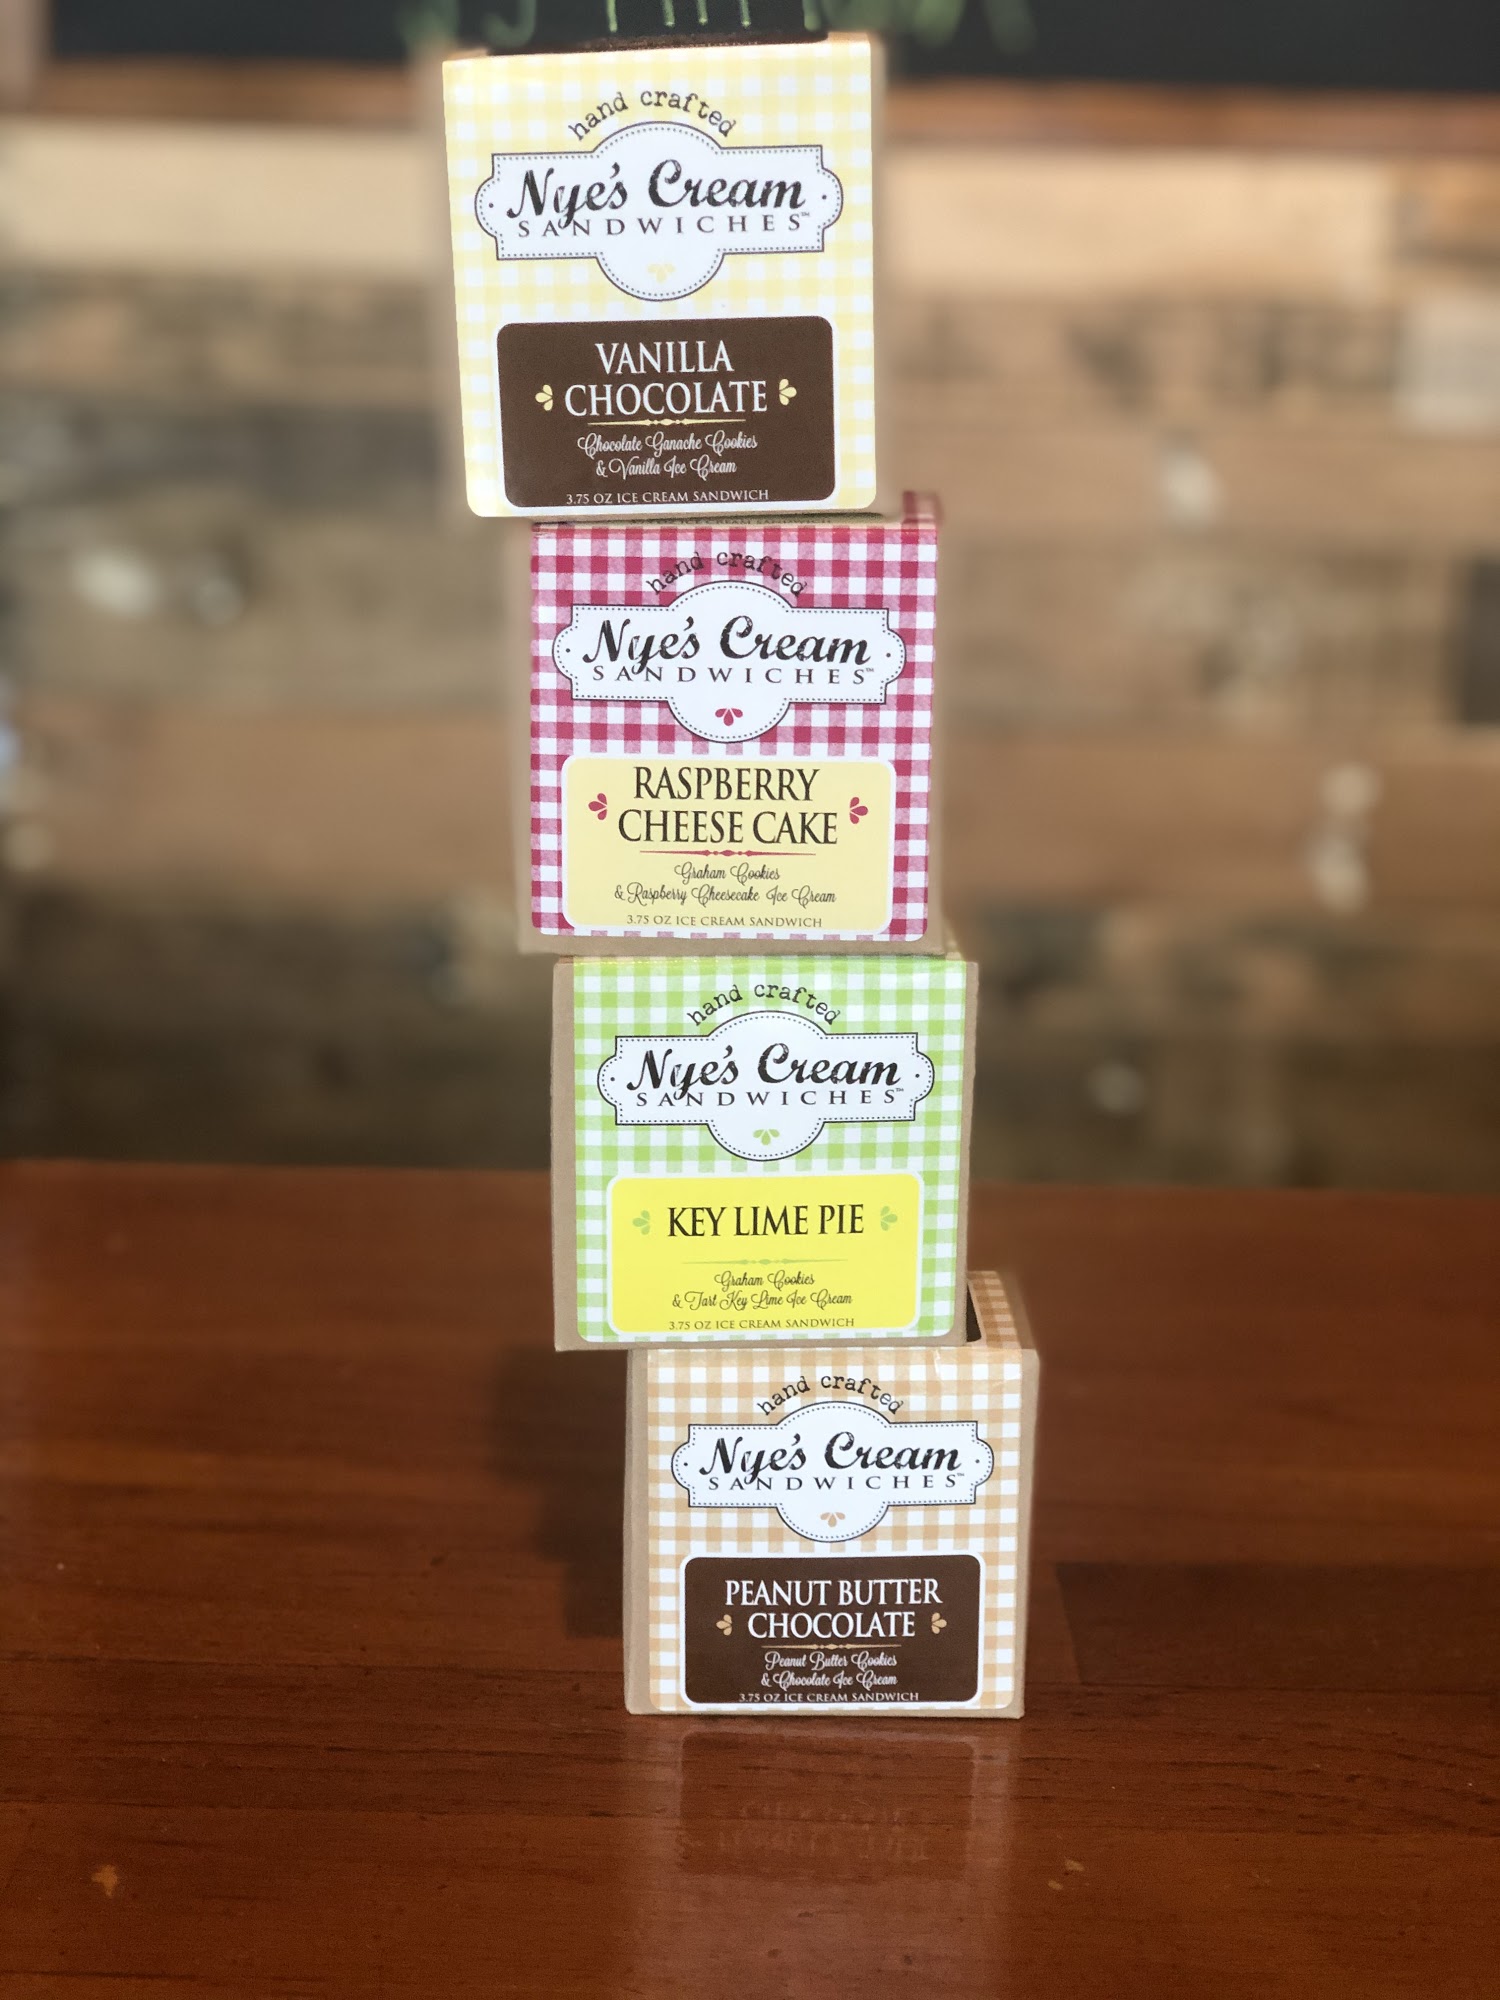 hand crafted
Nye's Cream
SANDWICHES™
VANILLA
CHOCOLATE
Chocolate Ganache Cookies
& Vanilla Ice Cream
3.75 OZ ICE CREAM SANDWICH
hand crafted
Nye's Cream
SANDWICHES™
RASPBERRY
CHEESE CAKE
Graham Cookies
& Raspberry Cheesecake Ice Cream
3.75 OZ ICE CREAM SANDWICH
hand crafted
Nye's Cream
SANDWICHES™
KEY LIME PIE
Graham Cookies
& Tart Key Lime Ice Cream
3.75 OZ ICE CREAM SANDWICH
hand crafted
Nye's Cream
SANDWICHES™
PEANUT BUTTER
CHOCOLATE
Peanut Butter Cookies
& Chocolate Ice Cream
3.75 OZ ICE CREAM SANDWICH